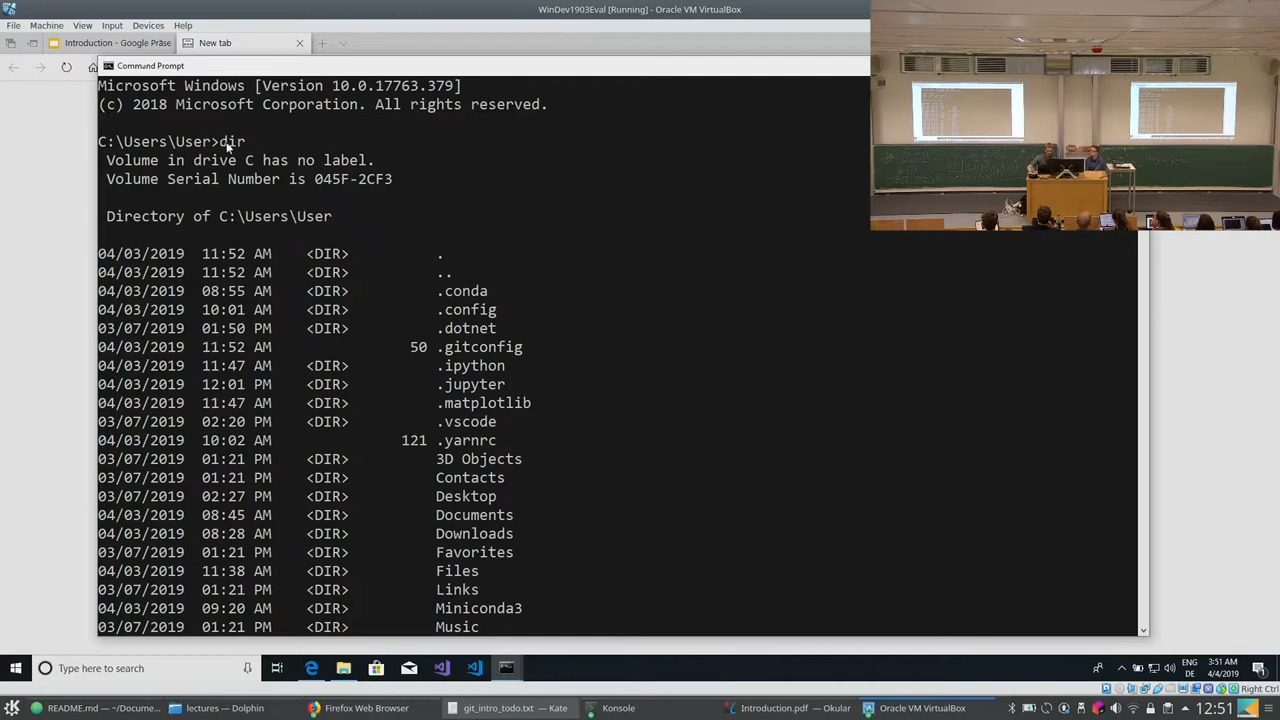 WinDev1903Eval [Running] - Oracle VM VirtualBox
File Machine View Input Devices Help
Introduction - Google Präse New tab
Command Prompt
Microsoft Windows [Version 10.0.17763.379]
(c) 2018 Microsoft Corporation. All rights reserved.
C:\Users\User>dir
Volume in drive C has no label.
Volume Serial Number is 045F-2CF3
Directory of C:\Users\User
04/03/2019 11:52 AM <DIR> .
04/03/2019 11:52 AM <DIR> ..
04/03/2019 08:55 AM <DIR> .conda
04/03/2019 10:01 AM <DIR> .config
03/07/2019 01:50 PM <DIR> .dotnet
04/03/2019 11:52 AM 50 .gitconfig
04/03/2019 11:47 AM <DIR> .ipython
04/03/2019 12:01 PM <DIR> .jupyter
04/03/2019 11:47 AM <DIR> .matplotlib
03/07/2019 02:20 PM <DIR> .vscode
04/03/2019 10:02 AM 121 .yarnrc
03/07/2019 01:21 PM <DIR> 3D Objects
03/07/2019 01:21 PM <DIR> Contacts
03/07/2019 02:27 PM <DIR> Desktop
04/03/2019 08:45 AM <DIR> Documents
04/03/2019 08:28 AM <DIR> Downloads
03/07/2019 01:21 PM <DIR> Favorites
04/03/2019 11:38 AM <DIR> Files
03/07/2019 01:21 PM <DIR> Links
04/03/2019 09:20 AM <DIR> Miniconda3
03/07/2019 01:21 PM <DIR> Music
Type here to search ENG 3:51 AM
DE 4/4/2019
Right Ctrl
README.md — ~/Docume... lectures — Dolphin Firefox Web Browser git_intro_todo.txt — Kate Konsole Introduction.pdf — Okular Oracle VM VirtualBox 12:51